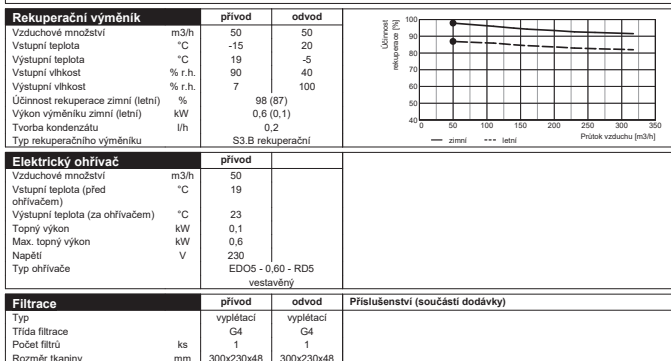 Rekuperační výměník přívod odvod
Vzduchové množství m3/h 50 50
Vstupní teplota °C -15 20
Výstupní teplota °C 19 -5
Vstupní vlhkost % r.h. 90 40
Výstupní vlhkost % r.h. 7 100
Účinnost rekuperace zimní (letní) % 98 (87)
Výkon výměníku zimní (letní) kW 0,6 (0,1)
Tvorba kondenzátu l/h 0,2
Typ rekuperačního výměníku S3.B rekuperační
Účinnost
rekuperace [%]
100
90
80
70
60
50
40
0 50 100 150 200 250 300 350
zimní letní Průtok vzduchu [m3/h]
Elektrický ohřívač přívod
Vzduchové množství m3/h 50
Vstupní teplota (před °C 19
ohřívačem)
Výstupní teplota (za ohřívačem) °C 23
Topný výkon kW 0,1
Max. topný výkon kW 0,6
Napětí V 230
Typ ohřívače EDO5 - 0,60 - RD5
vestavěný
Filtrace přívod odvod Příslušenství (součástí dodávky)
Typ vyplétací vyplétací
Třída filtrace G4 G4
Počet filtrů ks 1 1
Rozměr tkaniny mm 300x230x48 300x230x48